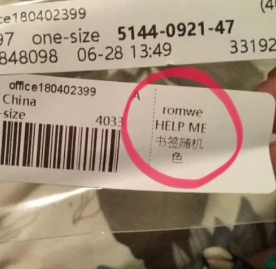 office180402399
97 one-size 5144-0921-47
848098 06-28 13:49 33192
office180402399
China
-size 4033
romwe
HELP ME
书签随机
色